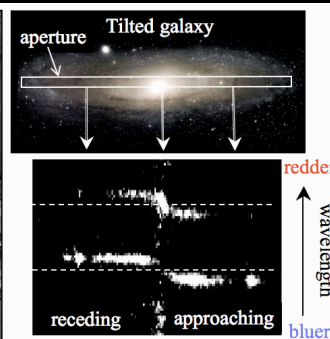 Tilted galaxy
aperture
redder
wavelength
receding
approaching
bluer